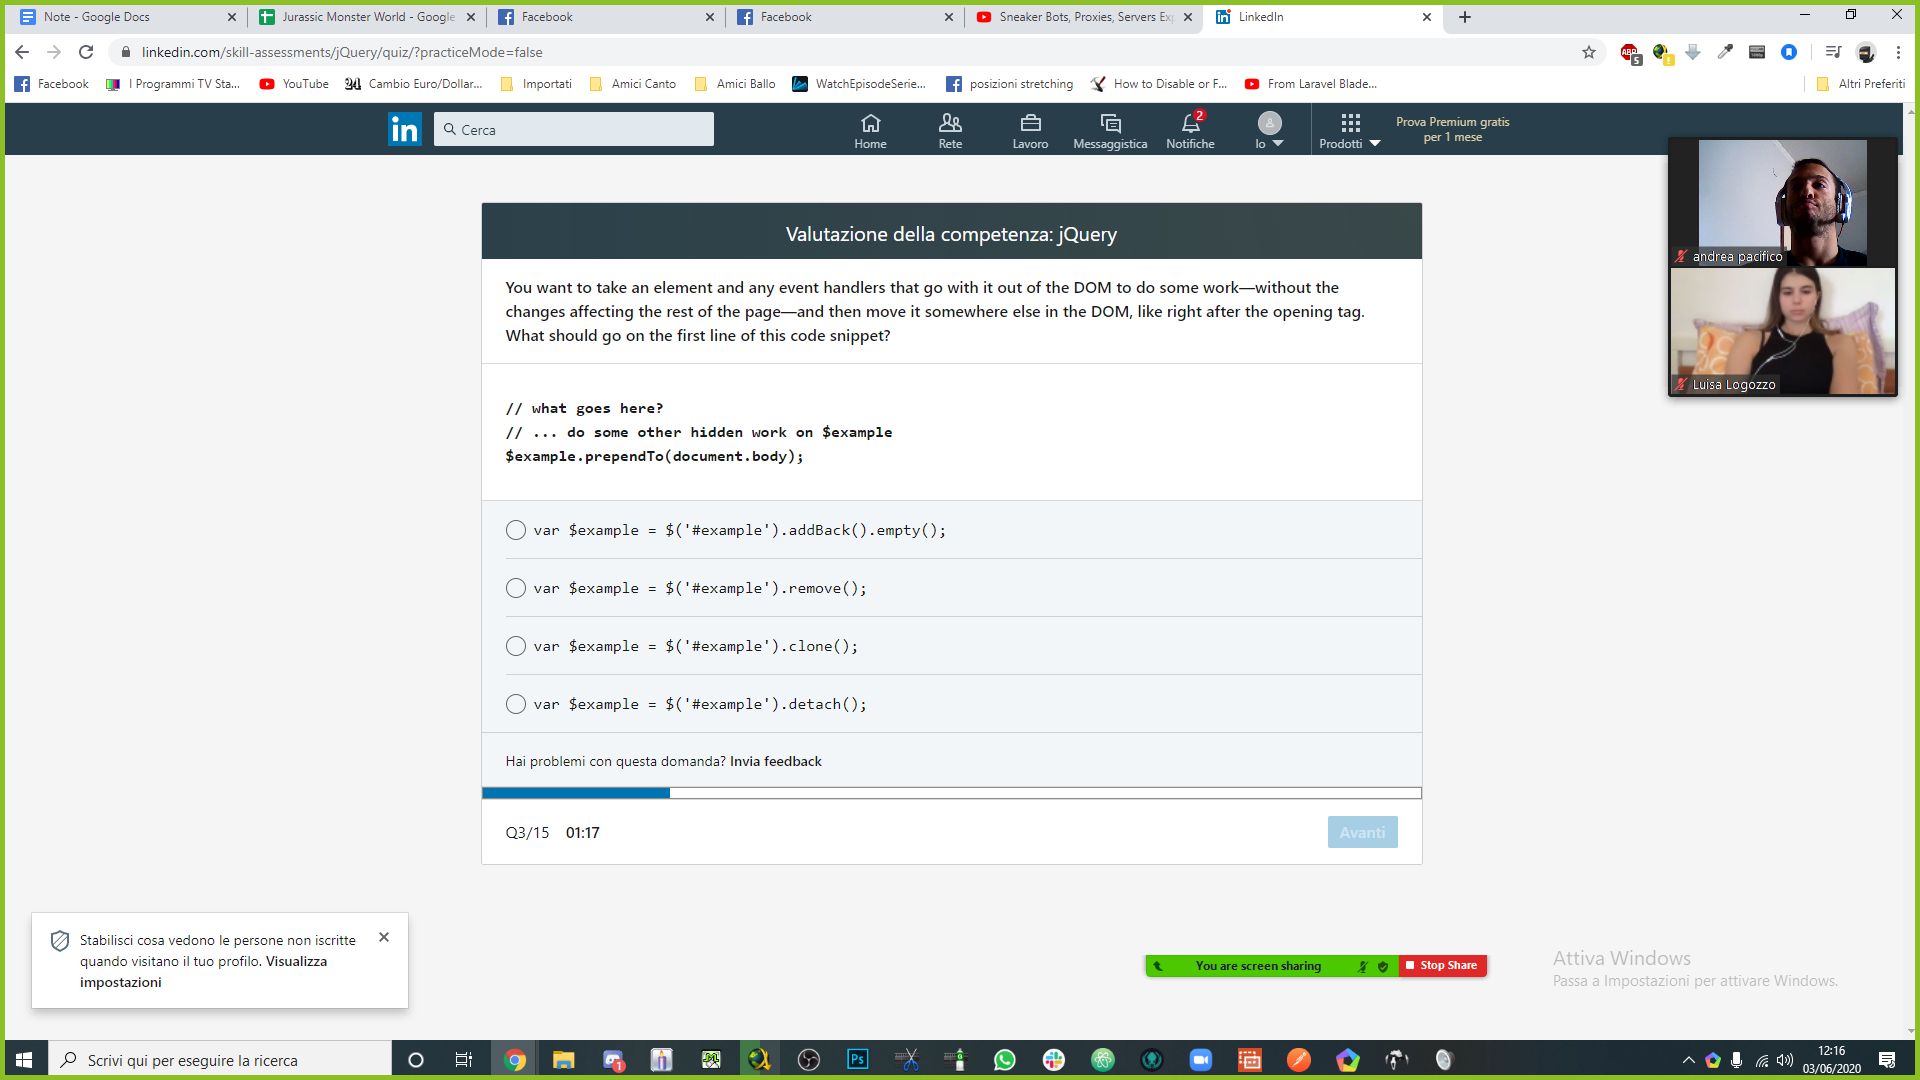 Note - Google Docs
Jurassic Monster World - Google
Facebook
Facebook
Sneaker Bots, Proxies, Servers Ex
LinkedIn
linkedin.com/skill-assessments/jQuery/quiz/?practiceMode=false
ABP
5
Facebook
I Programmi TV Sta...
YouTube
Cambio Euro/Dollar...
Importati
Amici Canto
Amici Ballo
WatchEpisodeSerie...
posizioni stretching
How to Disable or F...
From Laravel Blade...
Altri Preferiti
in
Cerca
Home
Rete
Lavoro
Messaggistica
2
Notifiche
Io
Prodotti
Prova Premium gratis
per 1 mese
andrea pacifico
Luisa Logozzo
Valutazione della competenza: jQuery
You want to take an element and any event handlers that go with it out of the DOM to do some work—without the
changes affecting the rest of the page—and then move it somewhere else in the DOM, like right after the opening tag.
What should go on the first line of this code snippet?
// what goes here?
// ... do some other hidden work on $example
$example.prependTo(document.body);
var $example = $('#example').addBack().empty();
var $example = $('#example').remove();
var $example = $('#example').clone();
var $example = $('#example').detach();
Hai problemi con questa domanda? Invia feedback
Q3/15 01:17
Avanti
Stabilisci cosa vedono le persone non iscritte
quando visitano il tuo profilo. Visualizza
impostazioni
You are screen sharing
Stop Share
Attiva Windows
Passa a Impostazioni per attivare Windows.
Scrivi qui per eseguire la ricerca
1
Ps
12:16
03/06/2020